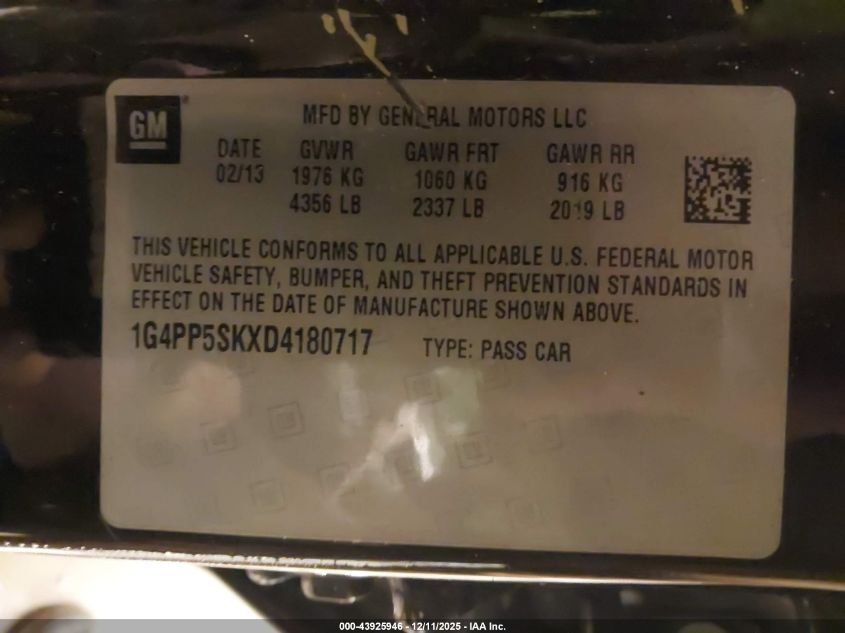 GM
MFD BY GENERAL MOTORS LLC
DATE GVWR GAWR FRT GAWR RR
02/13 1976 KG 1060 KG 916 KG
4356 LB 2337 LB 2019 LB
THIS VEHICLE CONFORMS TO ALL APPLICABLE U.S. FEDERAL MOTOR
VEHICLE SAFETY, BUMPER, AND THEFT PREVENTION STANDARDS IN
EFFECT ON THE DATE OF MANUFACTURE SHOWN ABOVE.
1G4PP5SKXD4180717 TYPE: PASS CAR
000-43925946 - 12/11/2025 - IAA Inc.